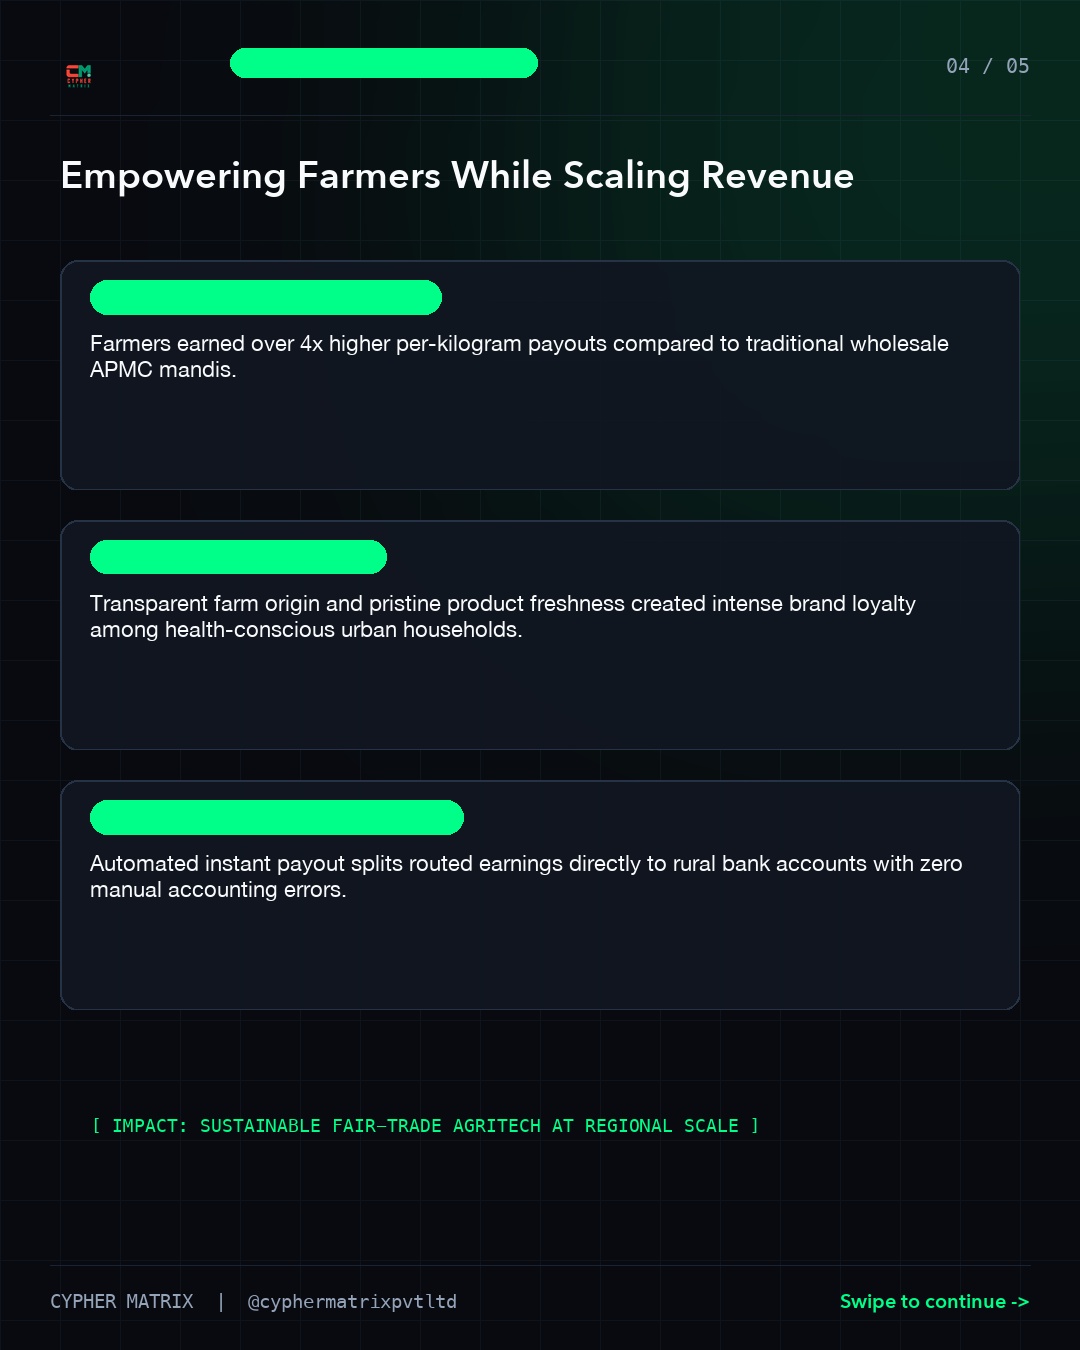 CM
CYPHER
MATRIX
04 / 05
Empowering Farmers While Scaling Revenue
Farmers earned over 4x higher per-kilogram payouts compared to traditional wholesale
APMC mandis.
Transparent farm origin and pristine product freshness created intense brand loyalty
among health-conscious urban households.
Automated instant payout splits routed earnings directly to rural bank accounts with zero
manual accounting errors.
[ IMPACT: SUSTAINABLE FAIR-TRADE AGRITECH AT REGIONAL SCALE ]
CYPHER MATRIX | @cyphermatrixpvtltd
Swipe to continue ->